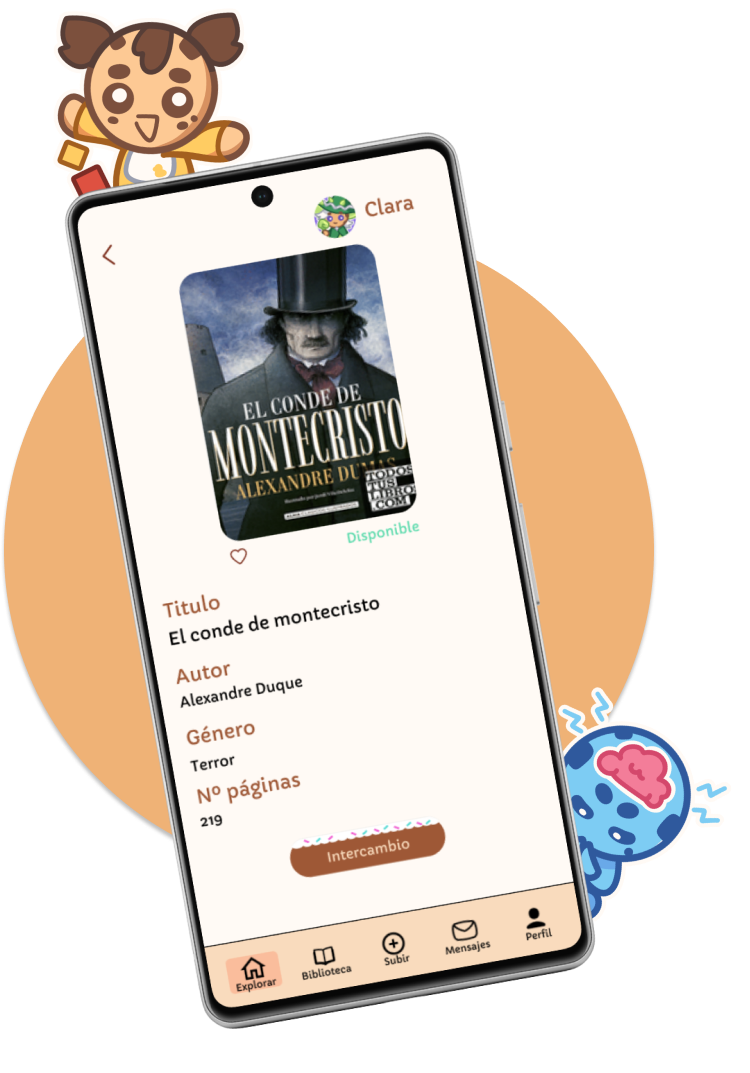 Clara
EL CONDE DE
MONTECRISTO
ALEXANDRE DUMAS
TODOS
TUS
LIBROS
.COM
Disponible
Titulo
El conde de montecristo
Autor
Alexandre Duque
Género
Terror
Nº páginas
219
Intercambio
Explorar
Biblioteca
Subir
Mensajes
Perfil